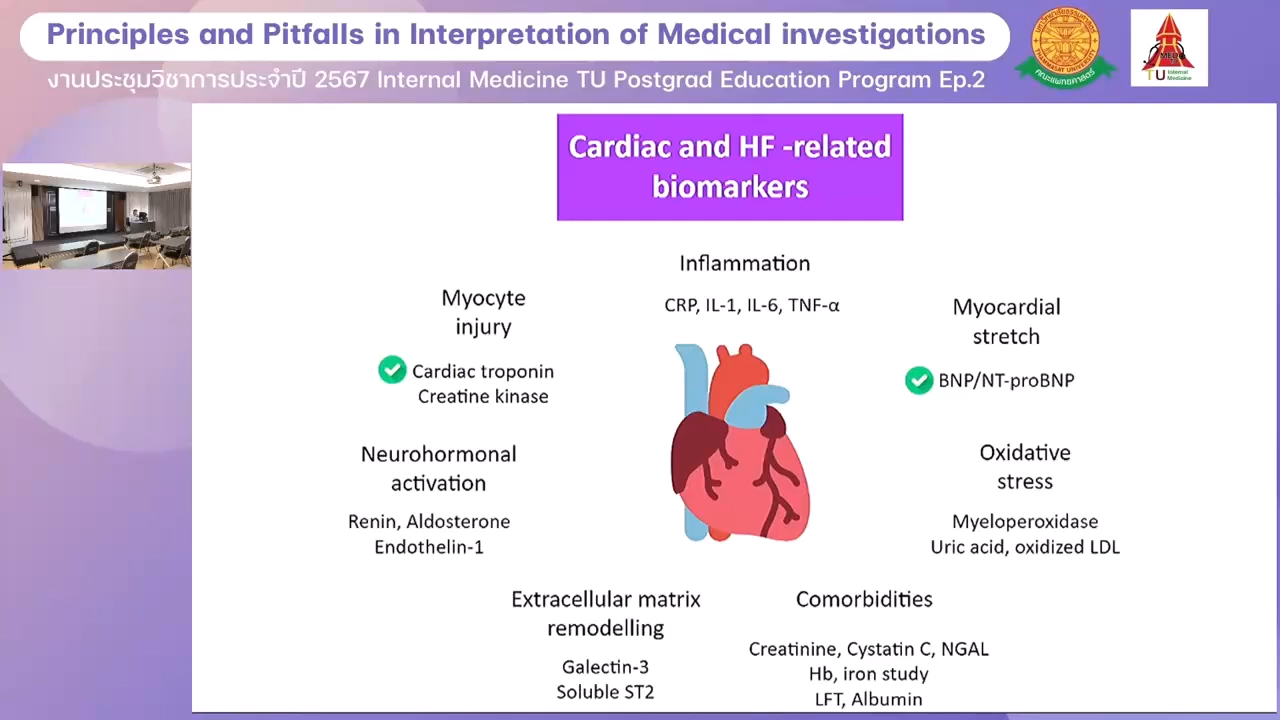 Principles and Pitfalls in Interpretation of Medical investigations
งานประชุมวิชาการประจำปี 2567 Internal Medicine TU Postgrad Education Program Ep.2
TU Internal
Medicine
Cardiac and HF -related
biomarkers
Inflammation
CRP, IL-1, IL-6, TNF-α
Myocyte
injury
Cardiac troponin
Creatine kinase
Myocardial
stretch
BNP/NT-proBNP
Neurohormonal
activation
Renin, Aldosterone
Endothelin-1
Oxidative
stress
Myeloperoxidase
Uric acid, oxidized LDL
Extracellular matrix
remodelling
Galectin-3
Soluble ST2
Comorbidities
Creatinine, Cystatin C, NGAL
Hb, iron study
LFT, Albumin